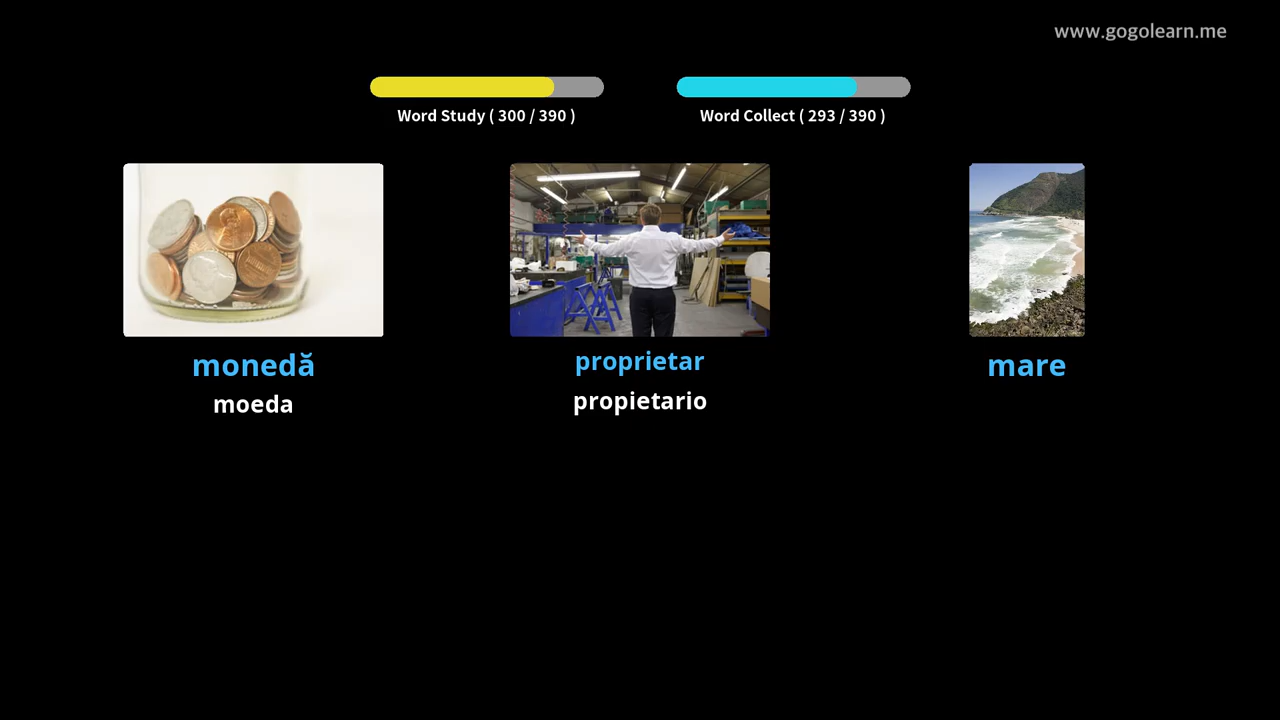 www.gogolearn.me
Word Study ( 300 / 390 )
Word Collect ( 293 / 390 )
monedă
proprietar
mare
moeda
propietario